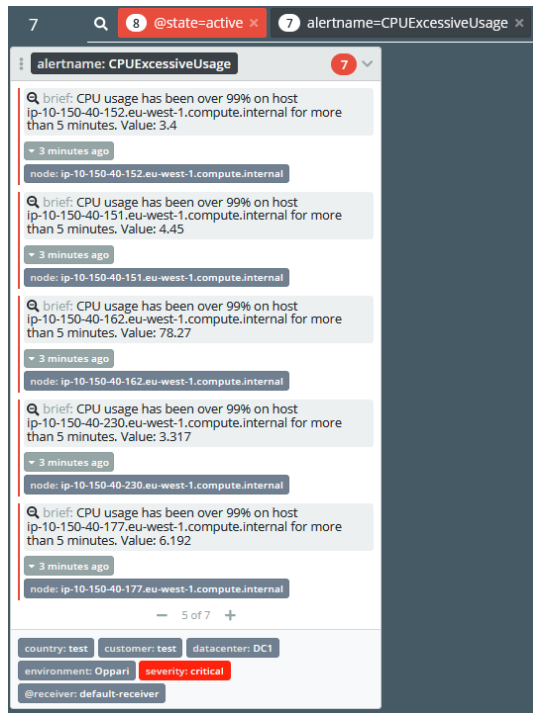 7
8 @state=active ×
7 alertname=CPUExcessiveUsage ×
alertname: CPUExcessiveUsage
7
brief: CPU usage has been over 99% on host
ip-10-150-40-152.eu-west-1.compute.internal for more
than 5 minutes. Value: 3.4
3 minutes ago
node: ip-10-150-40-152.eu-west-1.compute.internal
brief: CPU usage has been over 99% on host
ip-10-150-40-151.eu-west-1.compute.internal for more
than 5 minutes. Value: 4.45
3 minutes ago
node: ip-10-150-40-151.eu-west-1.compute.internal
brief: CPU usage has been over 99% on host
ip-10-150-40-162.eu-west-1.compute.internal for more
than 5 minutes. Value: 78.27
3 minutes ago
node: ip-10-150-40-162.eu-west-1.compute.internal
brief: CPU usage has been over 99% on host
ip-10-150-40-230.eu-west-1.compute.internal for more
than 5 minutes. Value: 3.317
3 minutes ago
node: ip-10-150-40-230.eu-west-1.compute.internal
brief: CPU usage has been over 99% on host
ip-10-150-40-177.eu-west-1.compute.internal for more
than 5 minutes. Value: 6.192
3 minutes ago
node: ip-10-150-40-177.eu-west-1.compute.internal
5 of 7
country: test customer: test datacenter: DC1
environment: Oppari severity: critical
@receiver: default-receiver